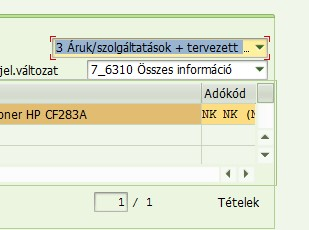 3 Áruk/szolgáltatások + tervezett ...
jel.változat 7_6310 Összes információ
Adókód
oner HP CF283A NK NK (
1 / 1 Tételek